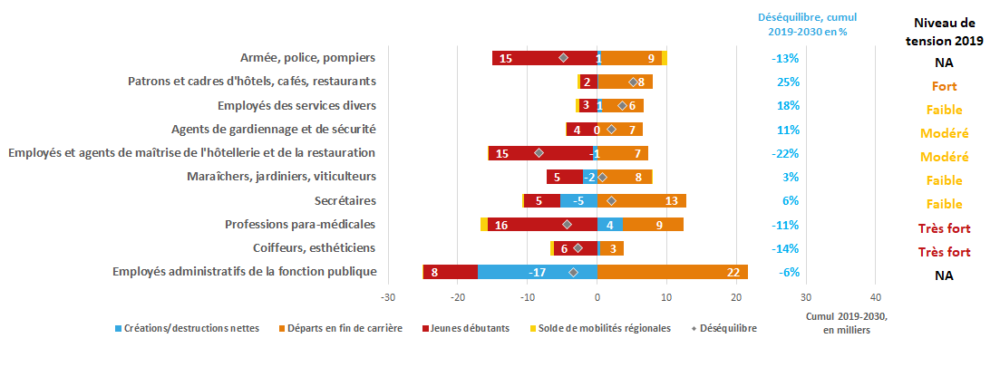 Déséquilibre, cumul
2019-2030 en %
Niveau de
tension 2019
Armée, police, pompiers 15 1 9 -13% NA
Patrons et cadres d'hôtels, cafés, restaurants 2 8 25% Fort
Employés des services divers 3 1 6 18% Faible
Agents de gardiennage et de sécurité 4 0 7 11% Modéré
Employés et agents de maîtrise de l'hôtellerie et de la restauration 15 -1 7 -22% Modéré
Maraîchers, jardiniers, viticulteurs 5 -2 8 3% Faible
Secrétaires 5 -5 13 6% Faible
Professions para-médicales 16 4 9 -11% Très fort
Coiffeurs, esthéticiens 6 3 -14% Très fort
Employés administratifs de la fonction publique 8 -17 22 -6% NA
-30 -20 -10 0 10 20 30 40
Cumul 2019-2030,
en milliers
Créations/destructions nettes Départs en fin de carrière Jeunes débutants Solde de mobilités régionales Déséquilibre